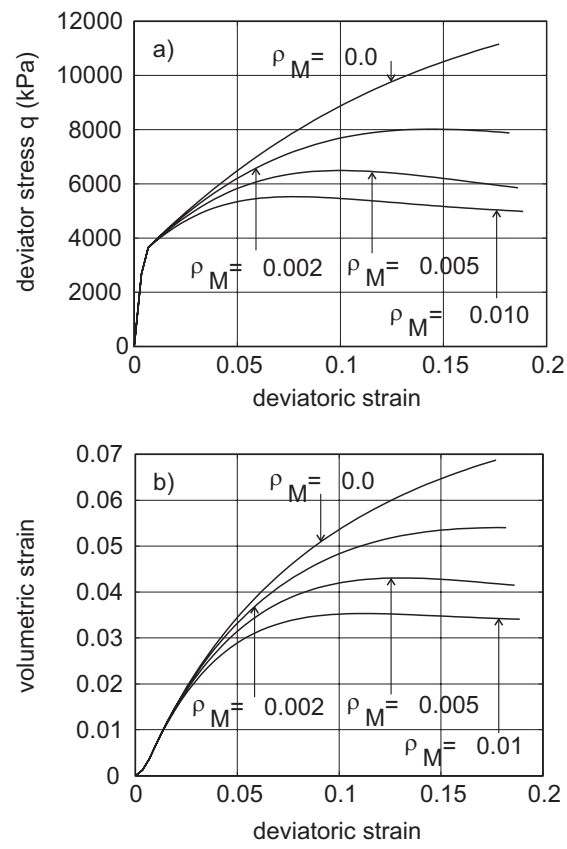 12000
10000
8000
6000
4000
2000
0
deviator stress q (kPa)
a)
ρM= 0.0
ρM= 0.002
ρM= 0.005
ρM= 0.010
0 0.05 0.1 0.15 0.2
deviatoric strain
0.07
0.06
0.05
0.04
0.03
0.02
0.01
0
volumetric strain
b)
ρM= 0.0
ρM= 0.002
ρM= 0.005
ρM= 0.01
0 0.05 0.1 0.15 0.2
deviatoric strain